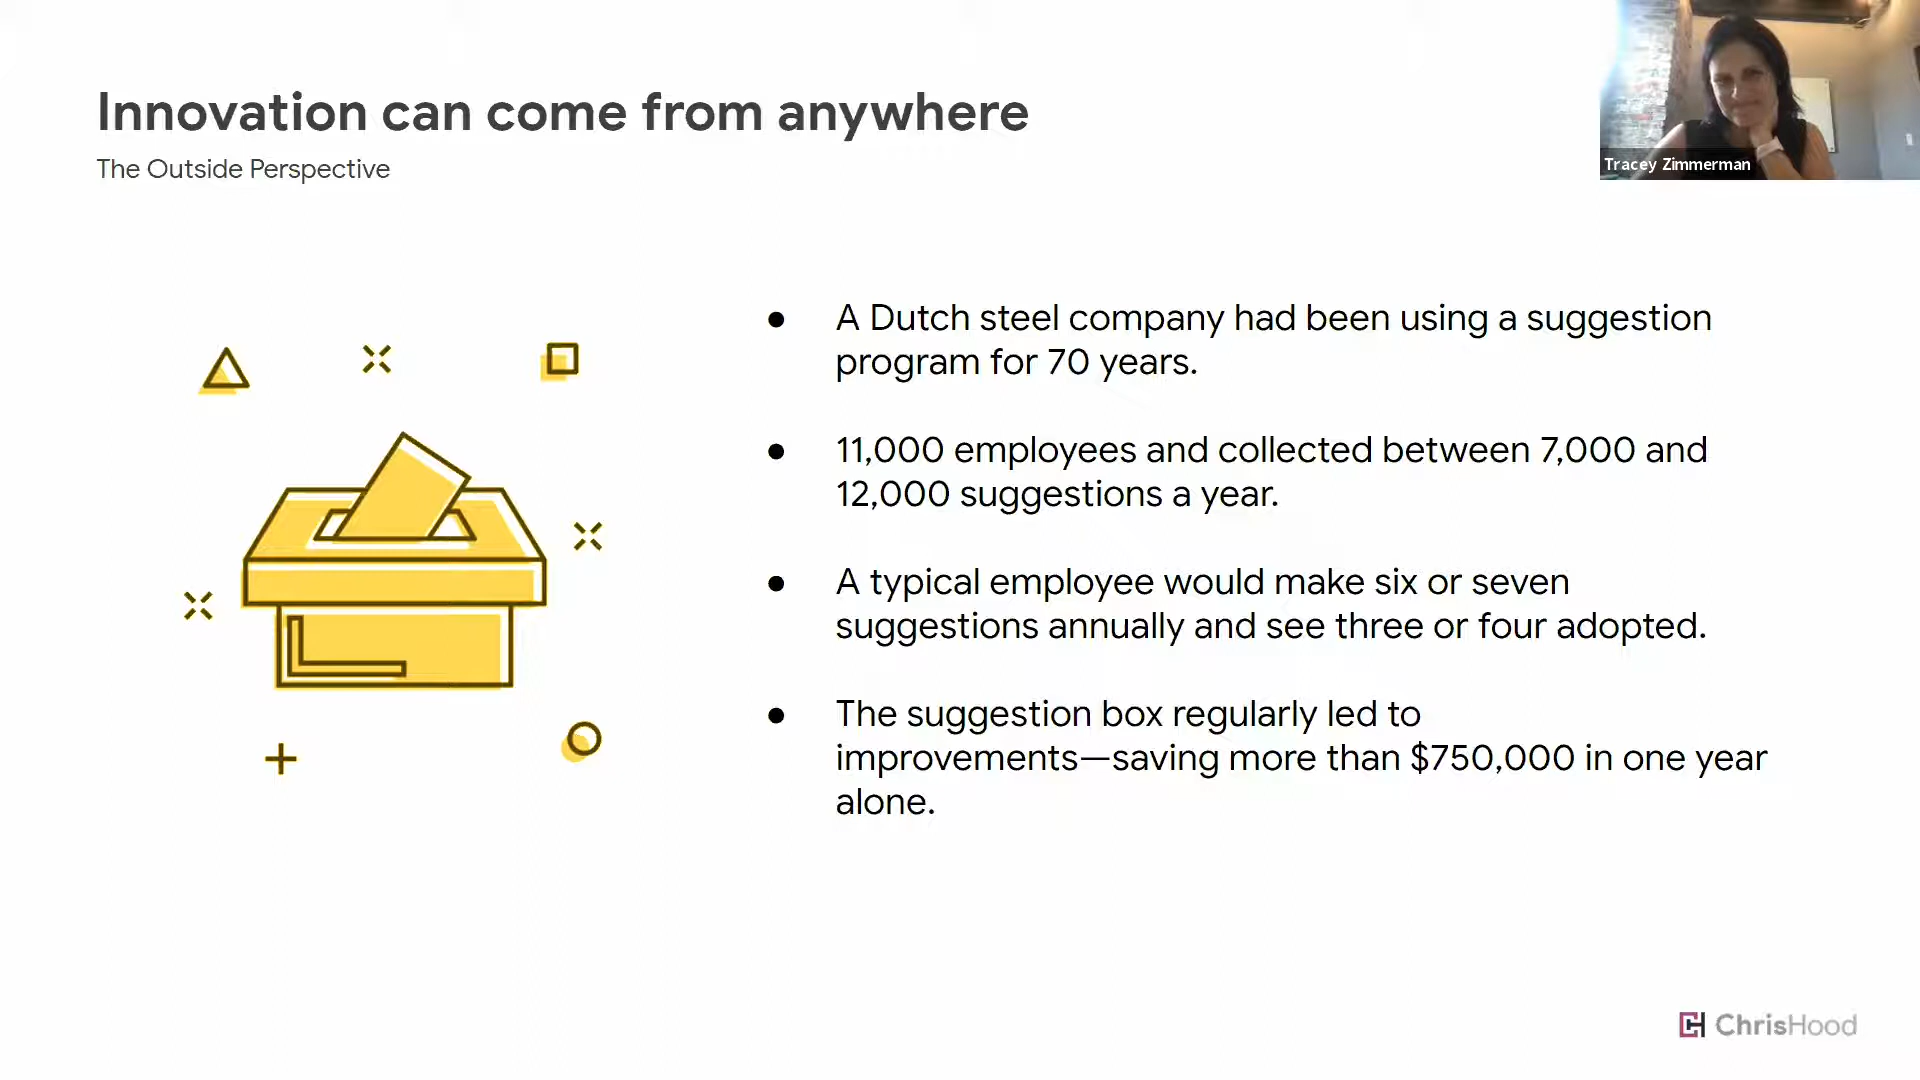 Innovation can come from anywhere
The Outside Perspective
Tracey Zimmerman
● A Dutch steel company had been using a suggestion
program for 70 years.
● 11,000 employees and collected between 7,000 and
12,000 suggestions a year.
● A typical employee would make six or seven
suggestions annually and see three or four adopted.
● The suggestion box regularly led to
improvements—saving more than $750,000 in one year
alone.
ChrisHood